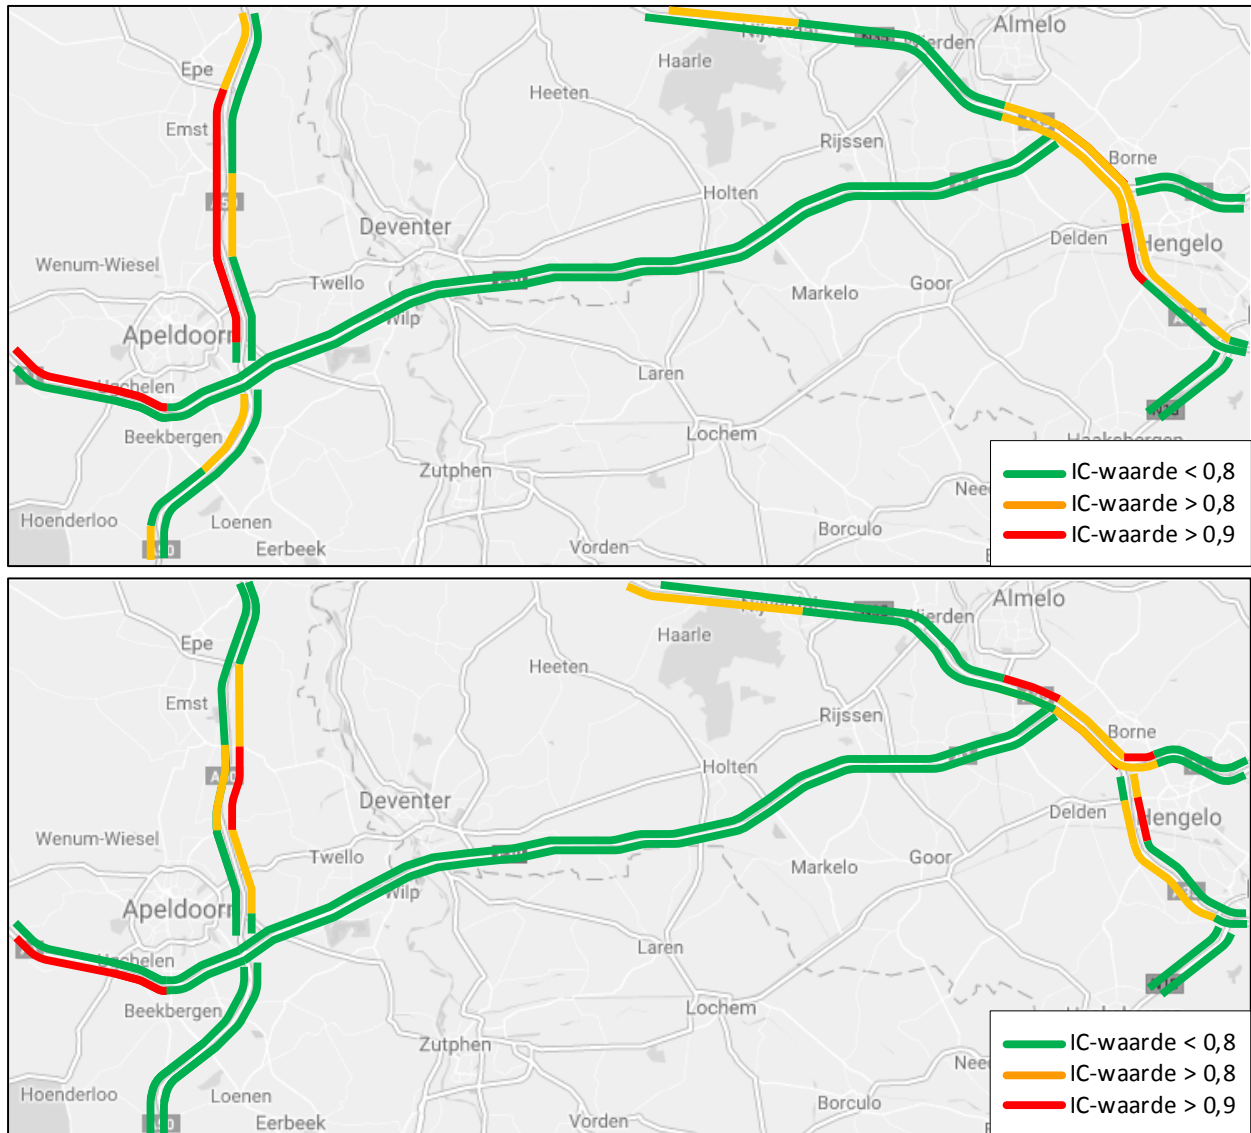 Almelo
Wierden
Haarle
Epe
Heeten
Emst
Rijssen
Borne
Holten
Deventer
Delden
Hengelo
Wenum-Wiesel
Twello
Markelo
Goor
Wilp
Apeldoorn
Laren
Beekbergen
Lochem
Zutphen
Hoenderloo
Loenen
Borculo
Eerbeek
Vorden
IC-waarde < 0,8
IC-waarde > 0,8
IC-waarde > 0,9
Almelo
Wierden
Haarle
Epe
Heeten
Emst
Rijssen
Borne
Holten
Deventer
Delden
Hengelo
Wenum-Wiesel
Twello
Markelo
Goor
Wilp
Apeldoorn
Laren
Beekbergen
Lochem
Zutphen
Hoenderloo
Loenen
Borculo
Eerbeek
Vorden
IC-waarde < 0,8
IC-waarde > 0,8
IC-waarde > 0,9